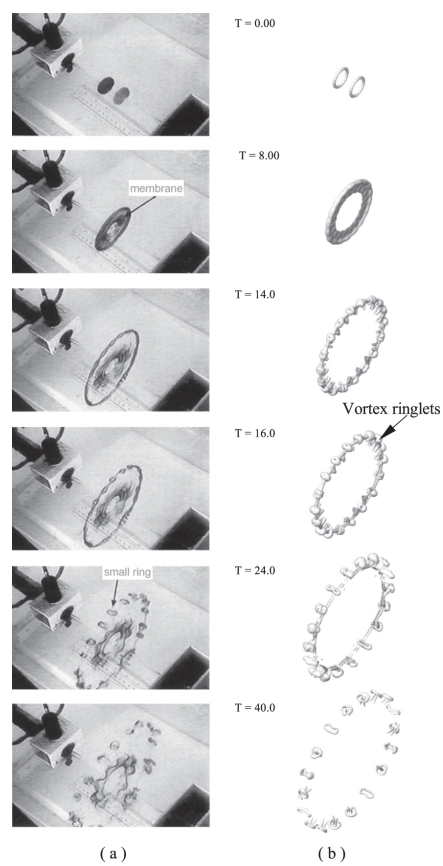 T = 0.00
T = 8.00
membrane
T = 14.0
Vortex ringlets
T = 16.0
small ring
T = 24.0
T = 40.0
( a )
( b )